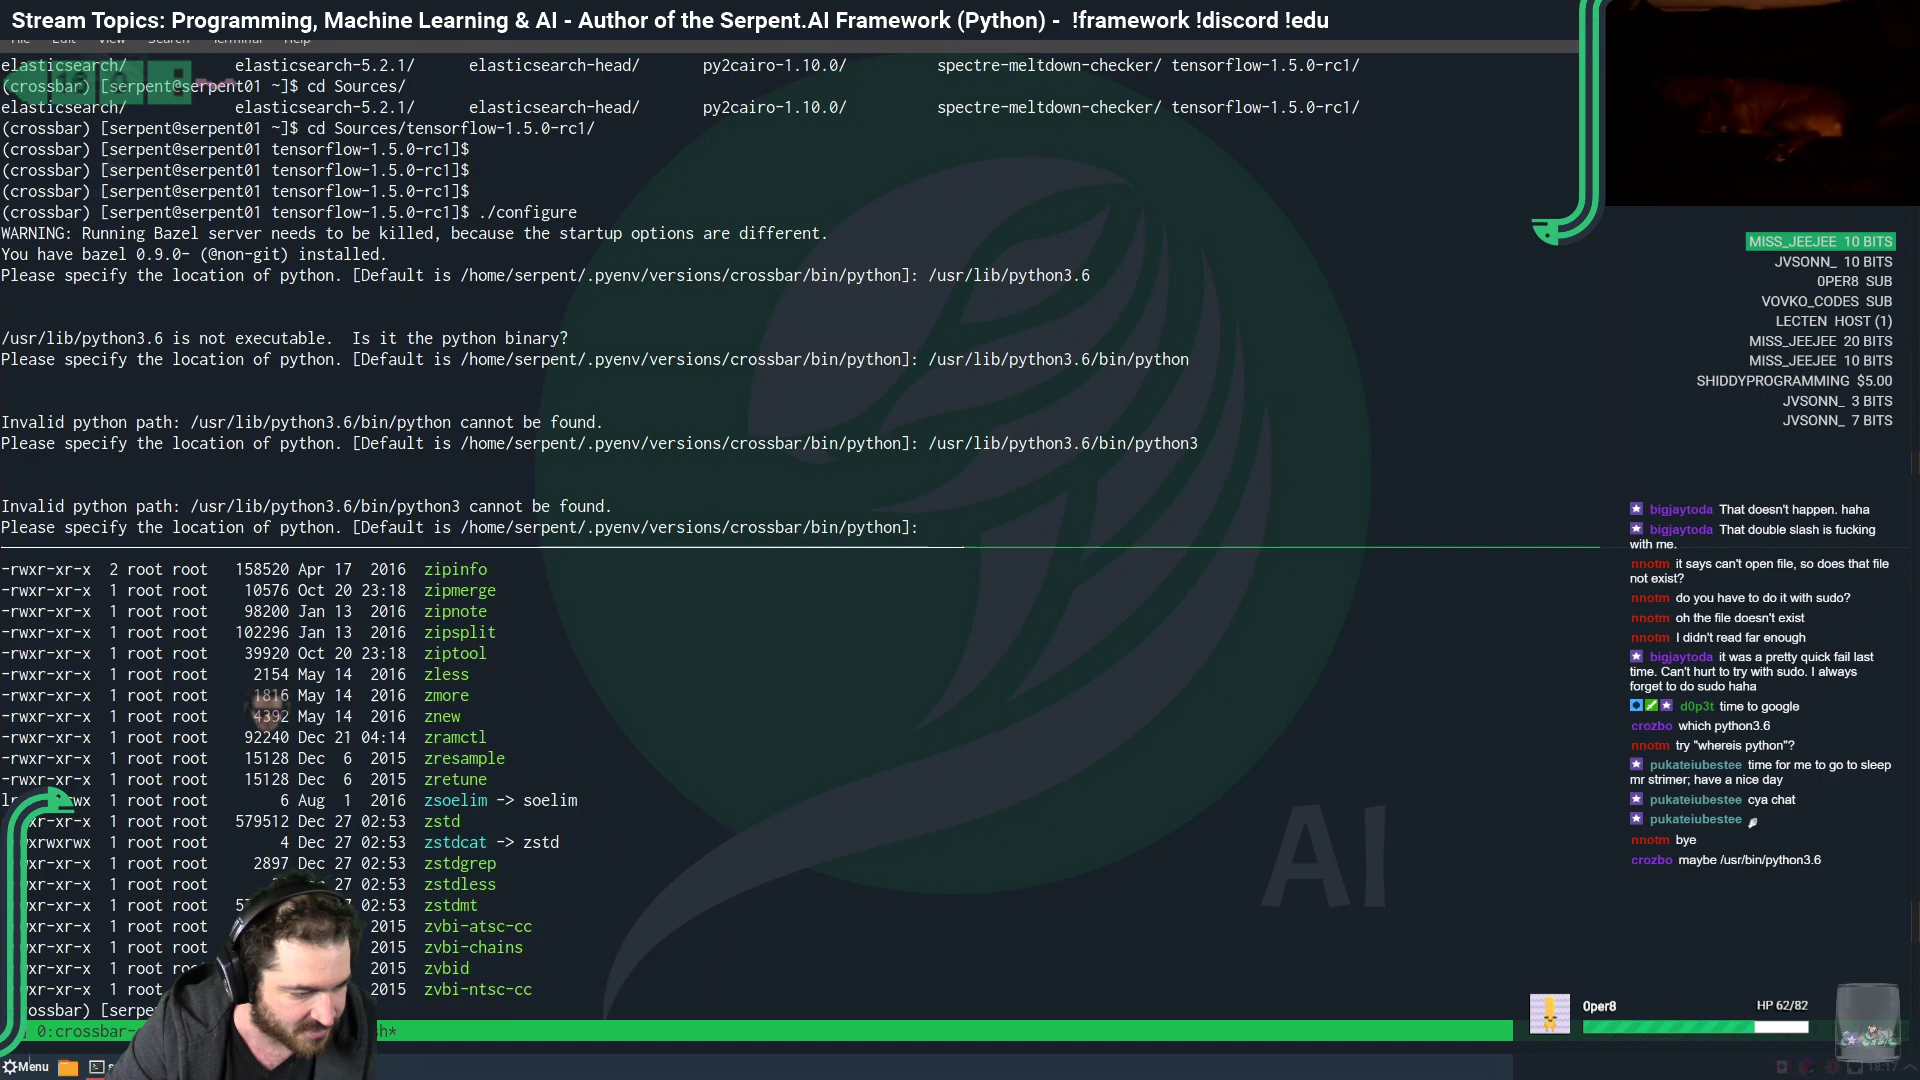 Stream Topics: Programming, Machine Learning & AI - Author of the Serpent.AI Framework (Python) -  !framework !discord !edu
elasticsearch/ elasticsearch-5.2.1/ elasticsearch-head/ py2cairo-1.10.0/ spectre-meltdown-checker/ tensorflow-1.5.0-rc1/
(crossbar) [serpent@serpent01 ~]$ cd Sources/
elasticsearch/ elasticsearch-5.2.1/ elasticsearch-head/ py2cairo-1.10.0/ spectre-meltdown-checker/ tensorflow-1.5.0-rc1/
(crossbar) [serpent@serpent01 ~]$ cd Sources/tensorflow-1.5.0-rc1/
(crossbar) [serpent@serpent01 tensorflow-1.5.0-rc1]$
(crossbar) [serpent@serpent01 tensorflow-1.5.0-rc1]$
(crossbar) [serpent@serpent01 tensorflow-1.5.0-rc1]$
(crossbar) [serpent@serpent01 tensorflow-1.5.0-rc1]$ ./configure
WARNING: Running Bazel server needs to be killed, because the startup options are different.
You have bazel 0.9.0- (@non-git) installed.
Please specify the location of python. [Default is /home/serpent/.pyenv/versions/crossbar/bin/python]: /usr/lib/python3.6
/usr/lib/python3.6 is not executable.  Is it the python binary?
Please specify the location of python. [Default is /home/serpent/.pyenv/versions/crossbar/bin/python]: /usr/lib/python3.6/bin/python
Invalid python path: /usr/lib/python3.6/bin/python cannot be found.
Please specify the location of python. [Default is /home/serpent/.pyenv/versions/crossbar/bin/python]: /usr/lib/python3.6/bin/python3
Invalid python path: /usr/lib/python3.6/bin/python3 cannot be found.
Please specify the location of python. [Default is /home/serpent/.pyenv/versions/crossbar/bin/python]:
-rwxr-xr-x 2 root root 158520 Apr 17 2016 zipinfo
-rwxr-xr-x 1 root root 10576 Oct 20 23:18 zipmerge
-rwxr-xr-x 1 root root 98200 Jan 13 2016 zipnote
-rwxr-xr-x 1 root root 102296 Jan 13 2016 zipsplit
-rwxr-xr-x 1 root root 39920 Oct 20 23:18 ziptool
-rwxr-xr-x 1 root root 2154 May 14 2016 zless
-rwxr-xr-x 1 root root 1816 May 14 2016 zmore
-rwxr-xr-x 1 root root 4392 May 14 2016 znew
-rwxr-xr-x 1 root root 92240 Dec 21 04:14 zramctl
-rwxr-xr-x 1 root root 15128 Dec 6 2015 zresample
-rwxr-xr-x 1 root root 15128 Dec 6 2015 zretune
1 root root 6 Aug 1 2016 zsoelim -> soelim
xr-xr-x 1 root root 579512 Dec 27 02:53 zstd
wxrwxrwx 1 root root 4 Dec 27 02:53 zstdcat -> zstd
xr-xr-x 1 root root 2897 Dec 27 02:53 zstdgrep
xr-xr-x 1 root root 27 02:53 zstdless
xr-xr-x 1 root root 02:53 zstdmt
wxr-xr-x 1 root root 2015 zvbi-atsc-cc
wxr-xr-x 1 root root 2015 zvbi-chains
wxr-xr-x 1 root 2015 zvbid
wxr-xr-x 1 root root 2015 zvbi-ntsc-cc
ossbar) [serpe
0:crossbar- h*
Menu
AI
MISS_JEEJEE 10 BITS
JVSONN_ 10 BITS
0PER8 SUB
VOVKO_CODES SUB
LECTEN HOST (1)
MISS_JEEJEE 20 BITS
MISS_JEEJEE 10 BITS
SHIDDYPROGRAMMING $5.00
JVSONN_ 3 BITS
JVSONN_ 7 BITS
bigjaytoda That doesn't happen. haha
bigjaytoda That double slash is fucking
with me.
nnotm it says can't open file, so does that file
not exist?
nnotm do you have to do it with sudo?
nnotm oh the file doesn't exist
nnotm I didn't read far enough
bigjaytoda it was a pretty quick fail last
time. Can't hurt to try with sudo. I always
forget to do sudo haha
d0p3t time to google
crozbo which python3.6
nnotm try "whereis python"?
pukateiubestee time for me to go to sleep
mr strimer; have a nice day
pukateiubestee cya chat
pukateiubestee
nnotm bye
crozbo maybe /usr/bin/python3.6
0per8 HP 62/82
18:17